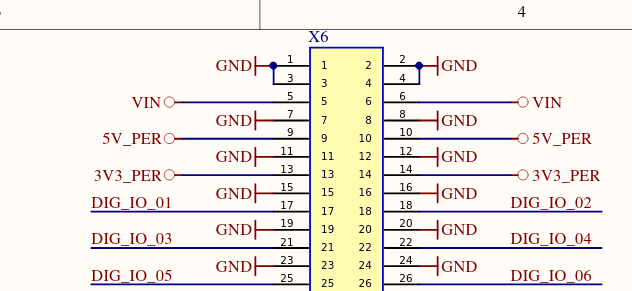 4
X6
GND 1 1 2 2 GND
3 3 4 4
VIN 5 5 6 6 VIN
GND 7 7 8 8 GND
5V_PER 9 9 10 10 5V_PER
GND 11 11 12 12 GND
3V3_PER 13 13 14 14 3V3_PER
GND 15 15 16 16 GND
DIG_IO_01 17 17 18 18 DIG_IO_02
GND 19 19 20 20 GND
DIG_IO_03 21 21 22 22 DIG_IO_04
GND 23 23 24 24 GND
DIG_IO_05 25 25 26 26 DIG_IO_06